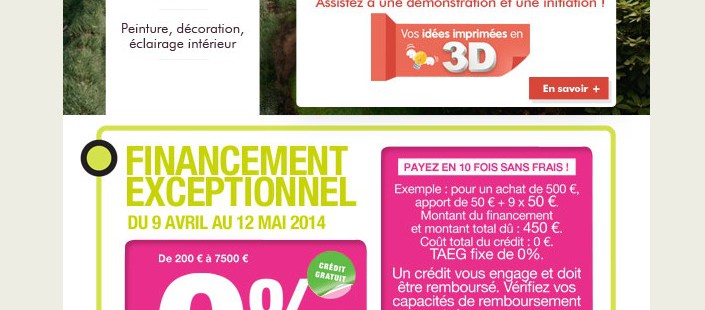 Assistez à une démonstration et une initiation !
Peinture, décoration,
éclairage intérieur
Vos idées imprimées en
3D
En savoir +
FINANCEMENT
EXCEPTIONNEL
DU 9 AVRIL AU 12 MAI 2014
De 200 € à 7500 €
CRÉDIT
GRATUIT
0%
PAYEZ EN 10 FOIS SANS FRAIS !
Exemple : pour un achat de 500 €,
apport de 50 € + 9 x 50 €.
Montant du financement
et montant total dû : 450 €.
Coût total du crédit : 0 €.
TAEG fixe de 0%.
Un crédit vous engage et doit
être remboursé. Vérifiez vos
capacités de remboursement